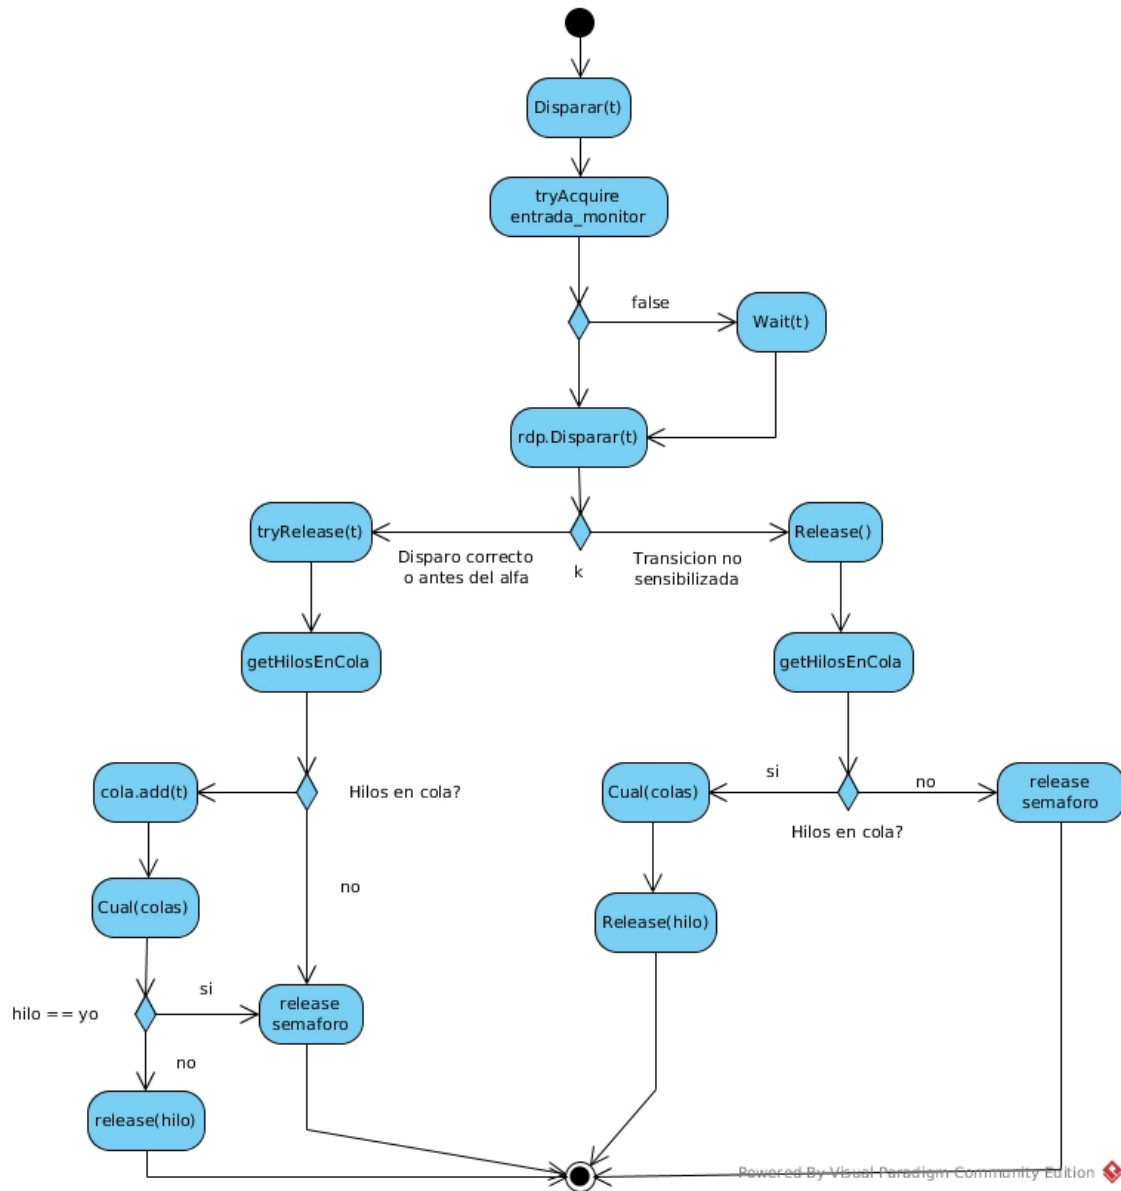 Disparar(t)
tryAcquire
entrada_monitor
false
Wait(t)
rdp.Disparar(t)
tryRelease(t)
Release()
Disparo correcto
o antes del alfa
k
Transicion no
sensibilizada
getHilosEnCola
getHilosEnCola
cola.add(t)
Hilos en cola?
Cual(colas)
si
no
release
semaforo
Hilos en cola?
Cual(colas)
no
Release(hilo)
hilo == yo
si
release
semaforo
no
release(hilo)
Powered By Visual Paradigm Community Edition